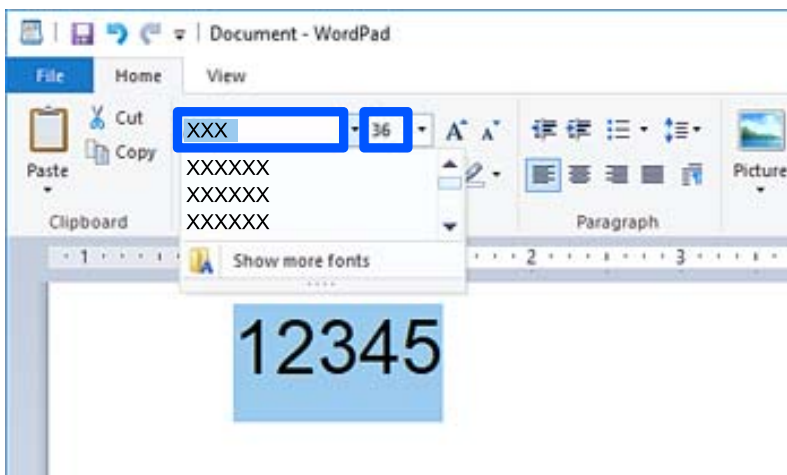 Document - WordPad
File Home View
Cut
Copy
Paste
Clipboard
XXX
36
A A
XXXXXX
XXXXXX
XXXXXX
Show more fonts
Paragraph
Picture
1 2 3
12345